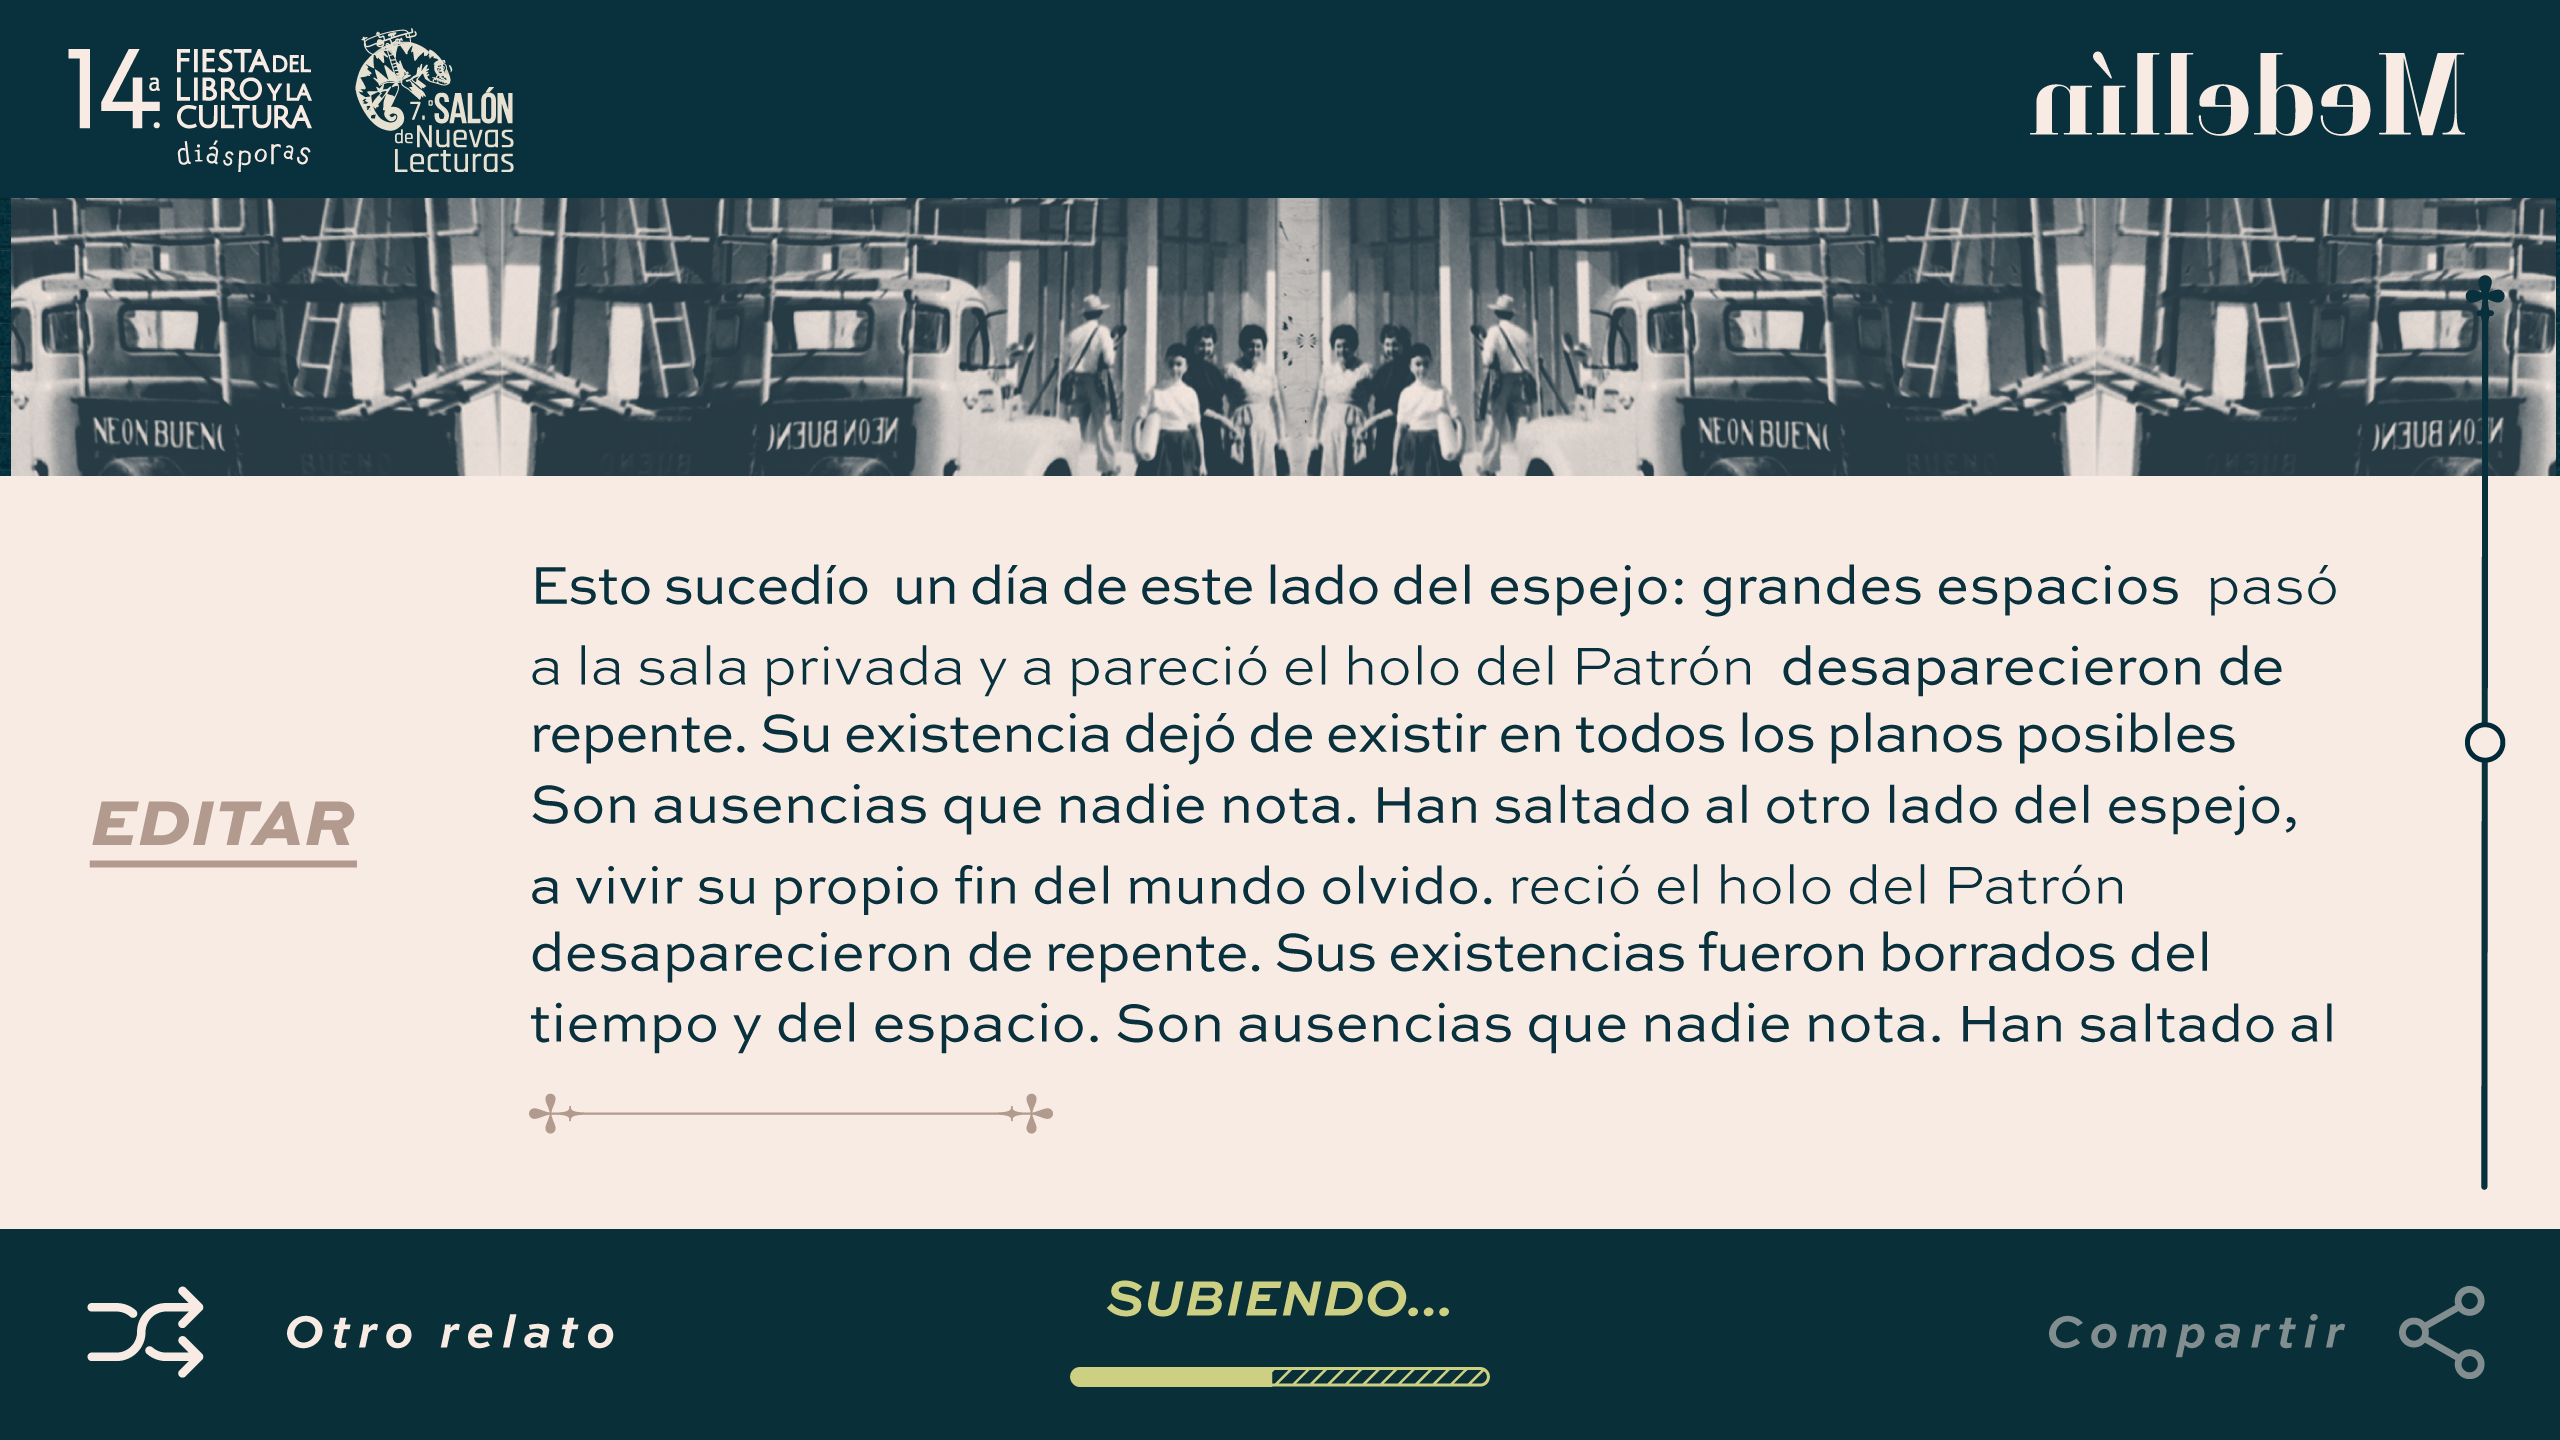 14.ª FIESTA DEL
LIBRO Y LA
CULTURA
diásporas
7.º SALÓN
de Nuevas
Lecturas
Medellín
NEON BUENO
NEON BUENO
NEON BUENO
NEON BUENO
Esto sucedío un día de este lado del espejo: grandes espacios pasó
a la sala privada y a pareció el holo del Patrón desaparecieron de
repente. Su existencia dejó de existir en todos los planos posibles
Son ausencias que nadie nota. Han saltado al otro lado del espejo,
a vivir su propio fin del mundo olvido. reció el holo del Patrón
desaparecieron de repente. Sus existencias fueron borrados del
tiempo y del espacio. Son ausencias que nadie nota. Han saltado al
EDITAR
Otro relato
SUBIENDO...
Compartir